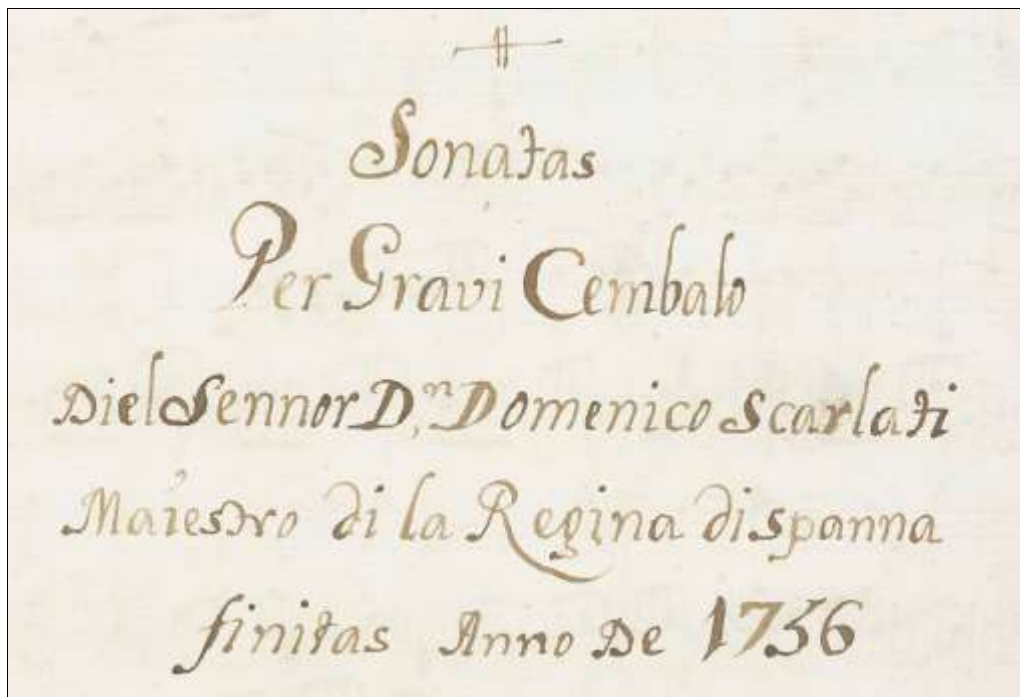 Sonatas
Per Gravi Cembalo
Diel Sennor D.ⁿ Domenico Scarlati
Maiestro di la Regina di spanna
finitas Anno De 1756